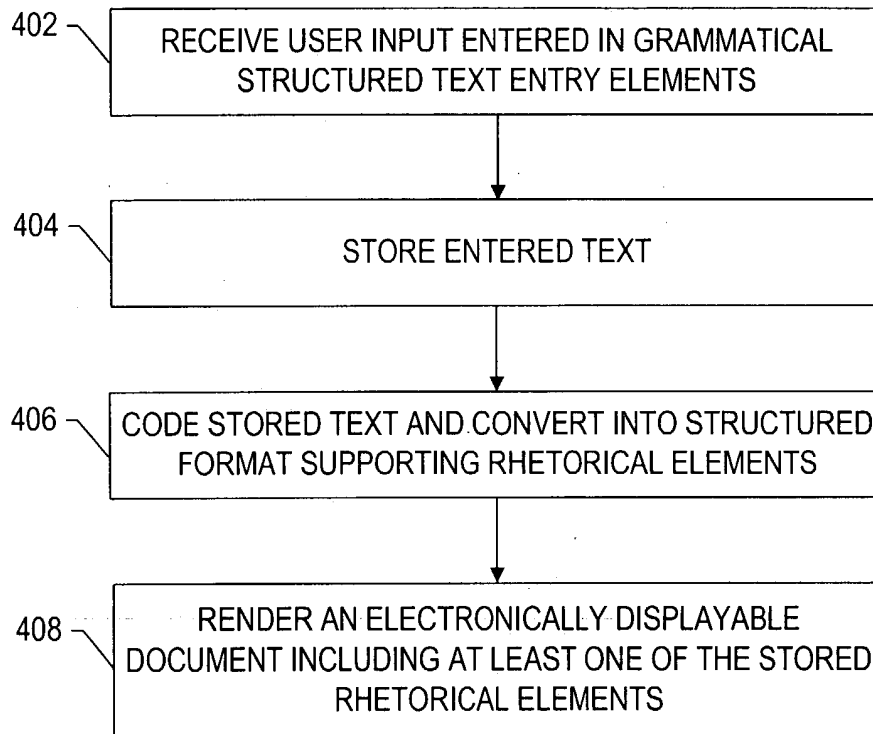 402
RECEIVE USER INPUT ENTERED IN GRAMMATICAL
STRUCTURED TEXT ENTRY ELEMENTS
404
STORE ENTERED TEXT
406
CODE STORED TEXT AND CONVERT INTO STRUCTURED
FORMAT SUPPORTING RHETORICAL ELEMENTS
408
RENDER AN ELECTRONICALLY DISPLAYABLE
DOCUMENT INCLUDING AT LEAST ONE OF THE STORED
RHETORICAL ELEMENTS